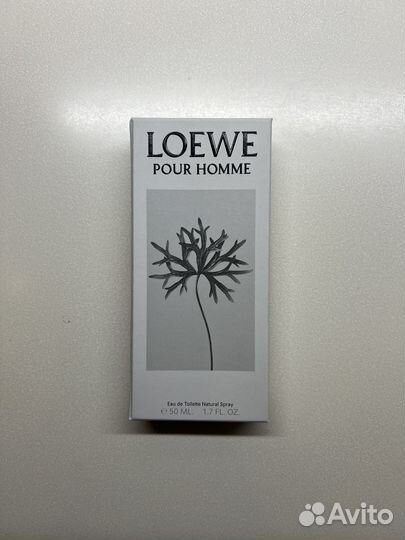 LOEWE
POUR HOMME
Eau de Toilette Natural Spray
℮ 50 ML. 1.7 FL. OZ.
Avito